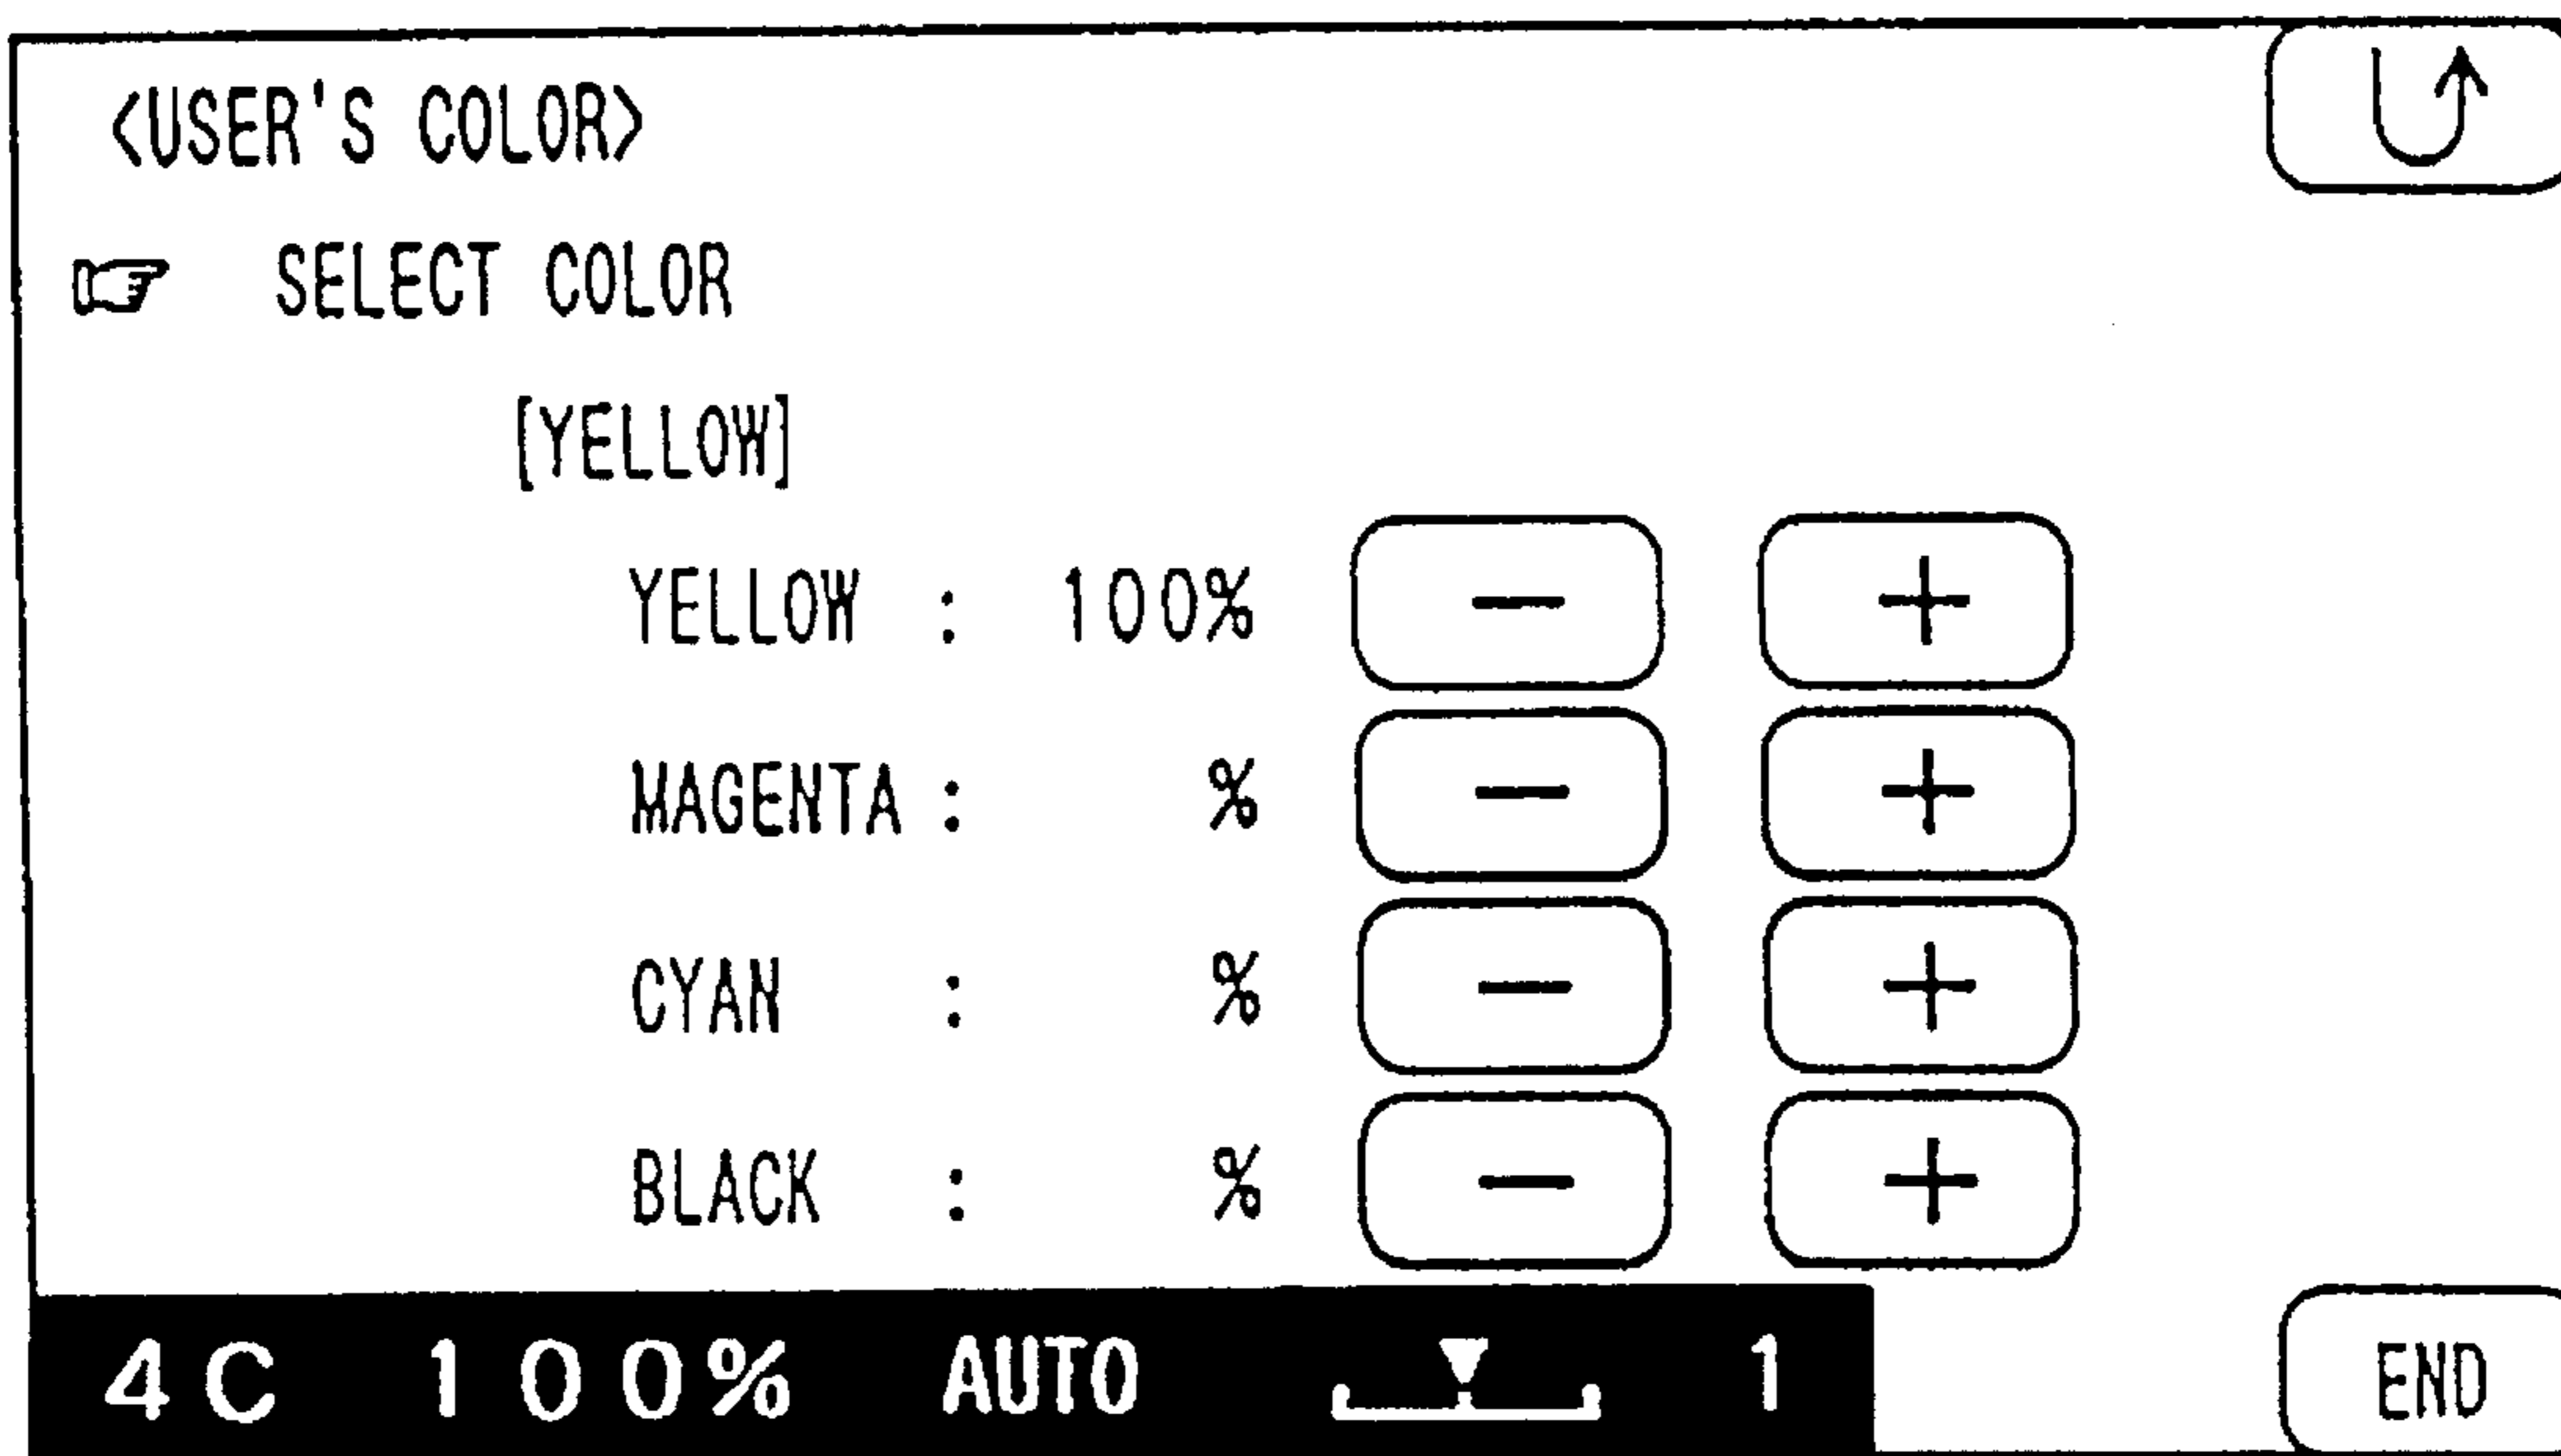 <USER'S COLOR>
☞ SELECT COLOR
[YELLOW]
YELLOW : 100% − +
MAGENTA : % − +
CYAN : % − +
BLACK : % − +
4C 100% AUTO 1 END